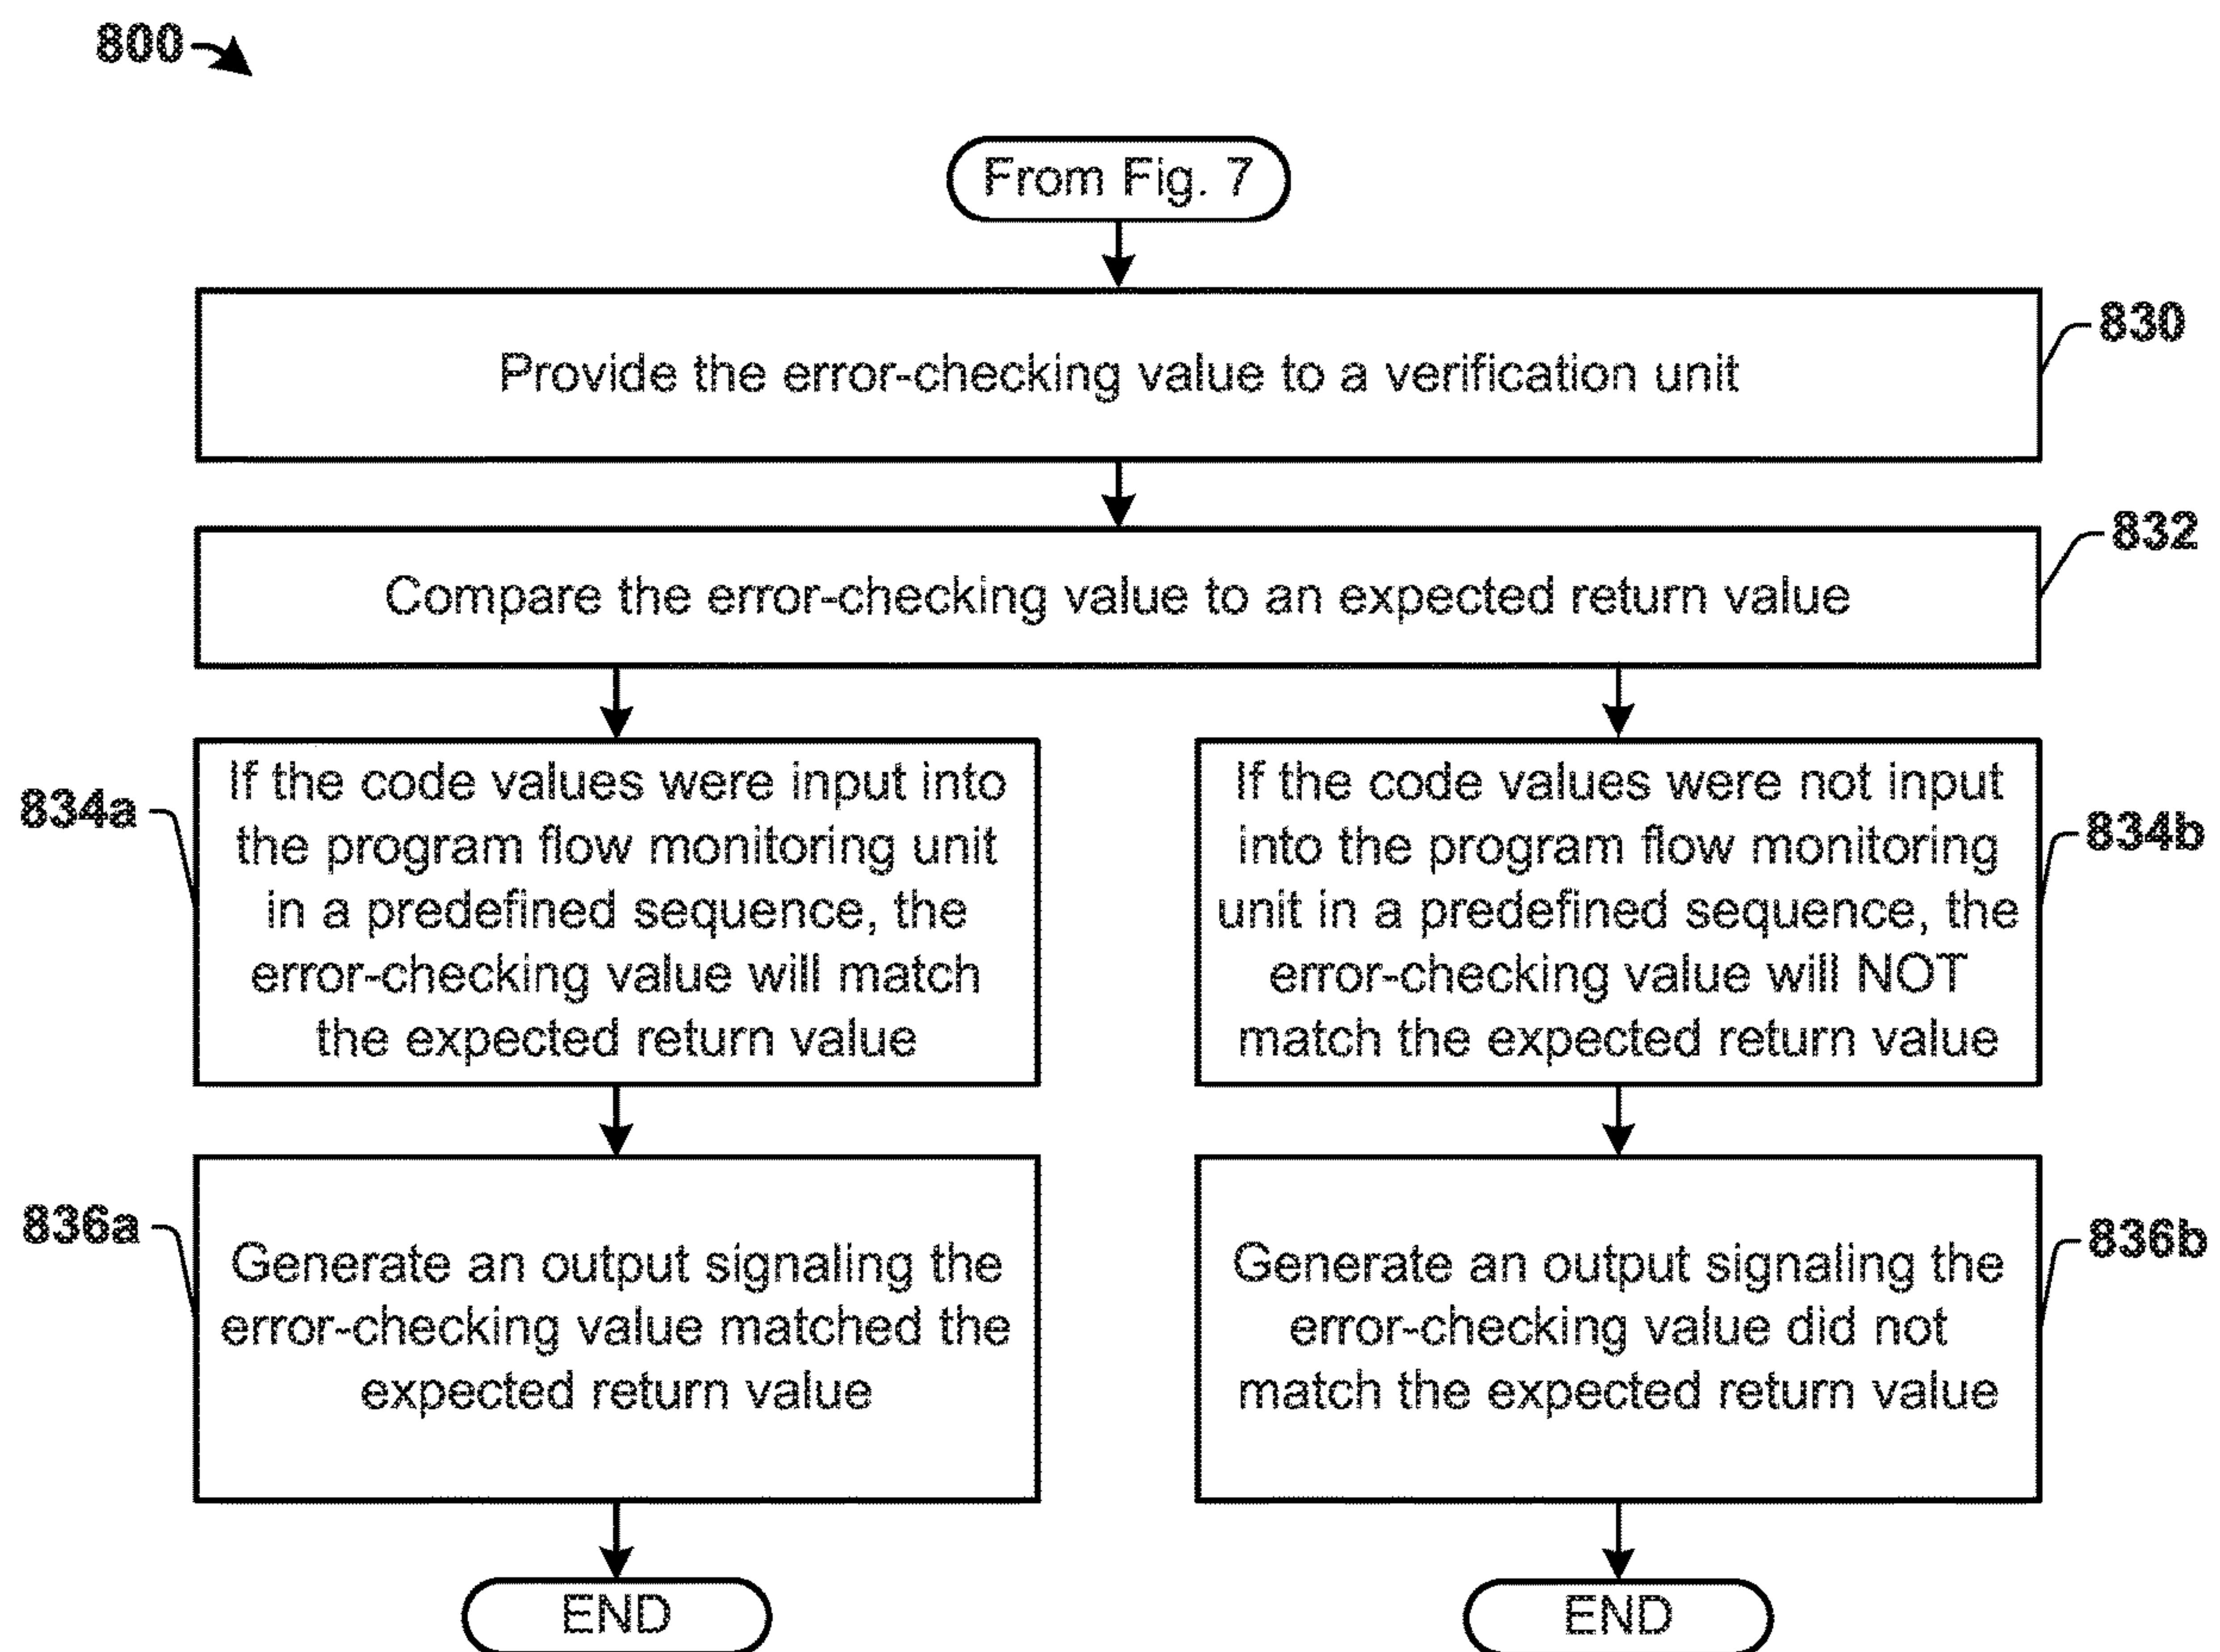 800
From Fig. 7
Provide the error-checking value to a verification unit
830
Compare the error-checking value to an expected return value
832
834a
If the code values were input into
the program flow monitoring unit
in a predefined sequence, the
error-checking value will match
the expected return value
If the code values were not input
into the program flow monitoring
unit in a predefined sequence, the
error-checking value will NOT
match the expected return value
834b
836a
Generate an output signaling the
error-checking value matched the
expected return value
Generate an output signaling the
error-checking value did not
match the expected return value
836b
END
END